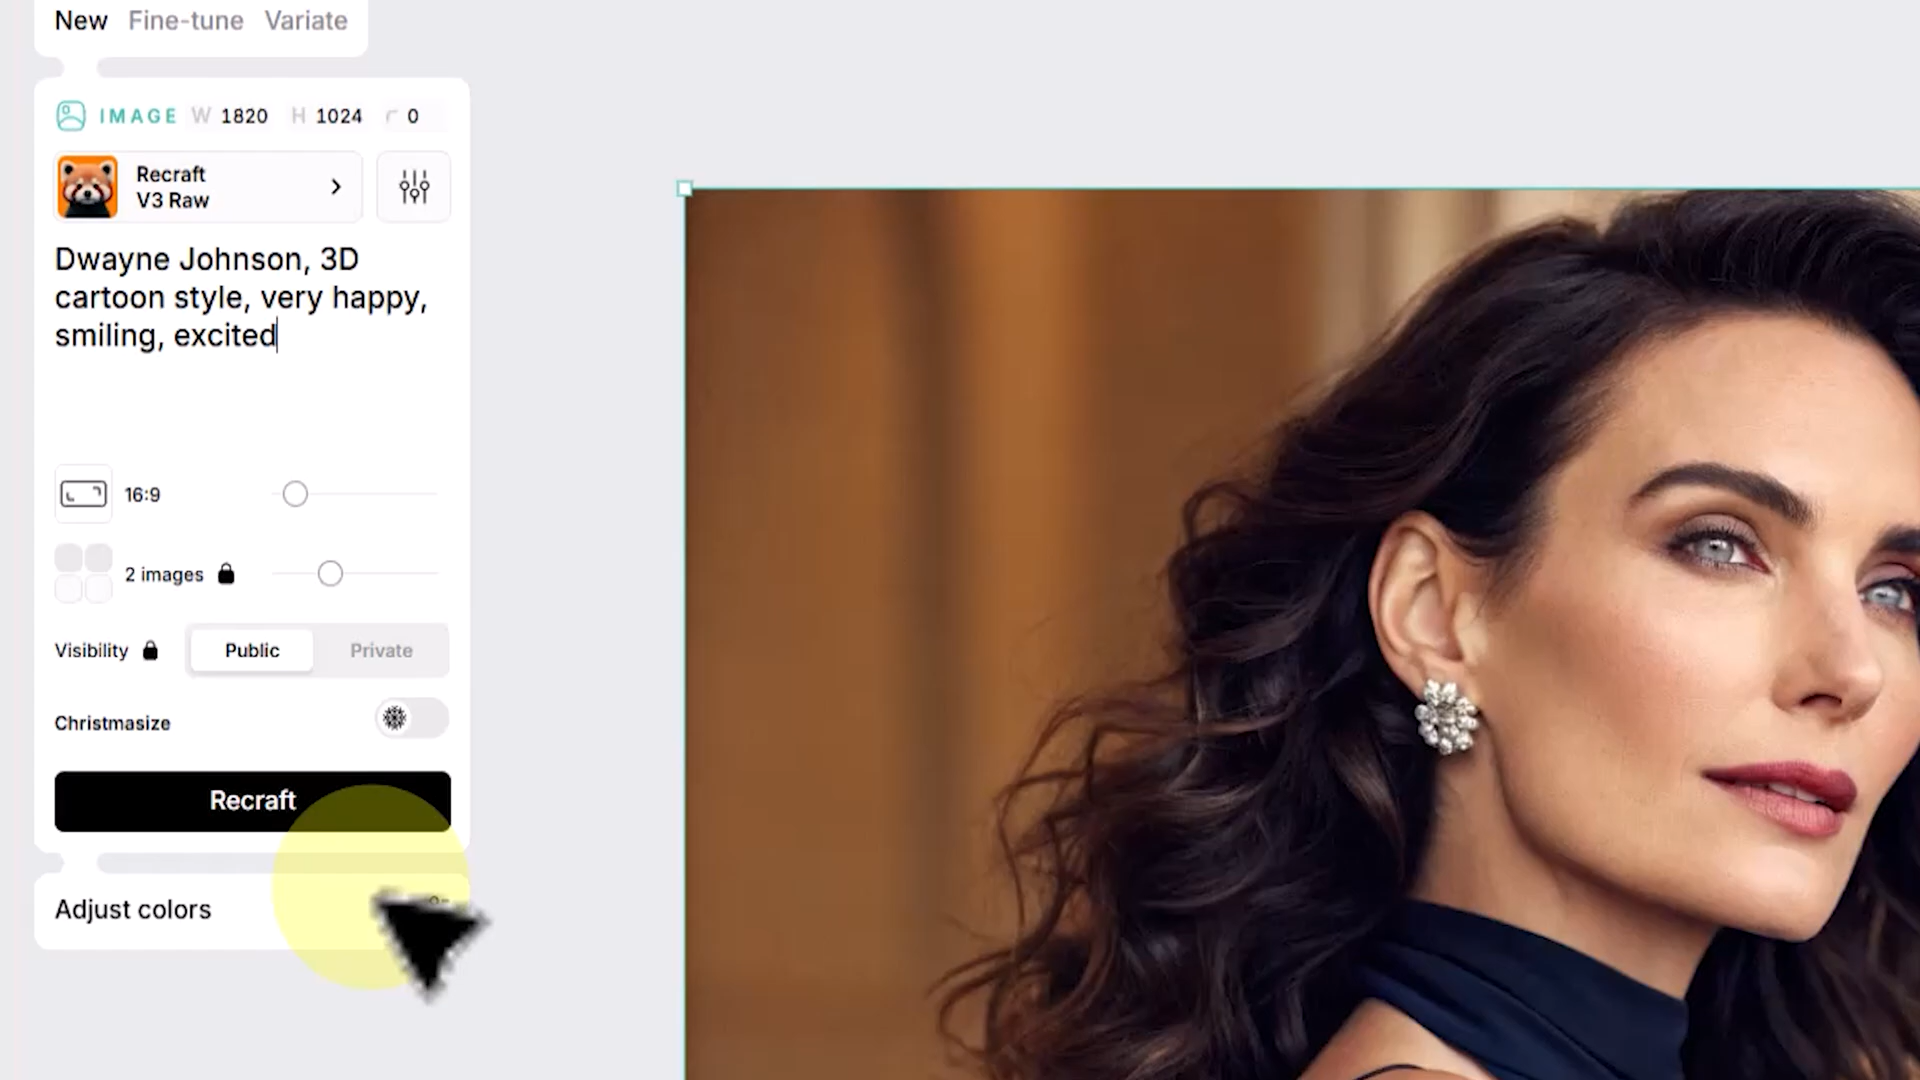 New Fine-tune Variate
IMAGE W 1820 H 1024 0
Recraft
V3 Raw
Dwayne Johnson, 3D
cartoon style, very happy,
smiling, excited
16:9
2 images
Visibility Public Private
Christmasize
Recraft
Adjust colors